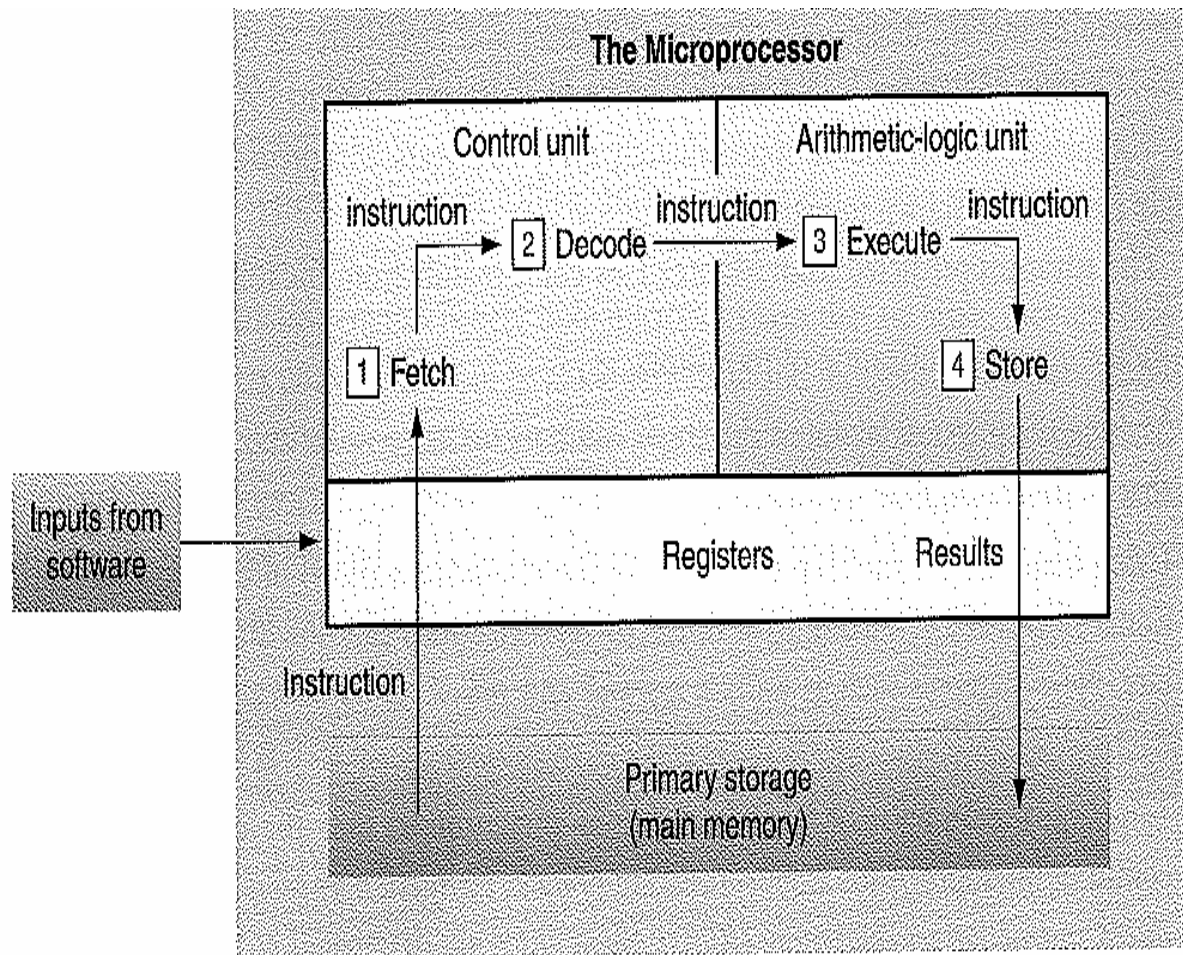 The Microprocessor
Control unit
Arithmetic-logic unit
instruction
instruction
instruction
2 Decode
3 Execute
1 Fetch
4 Store
Inputs from
software
Registers
Results
Instruction
Primary storage
(main memory)